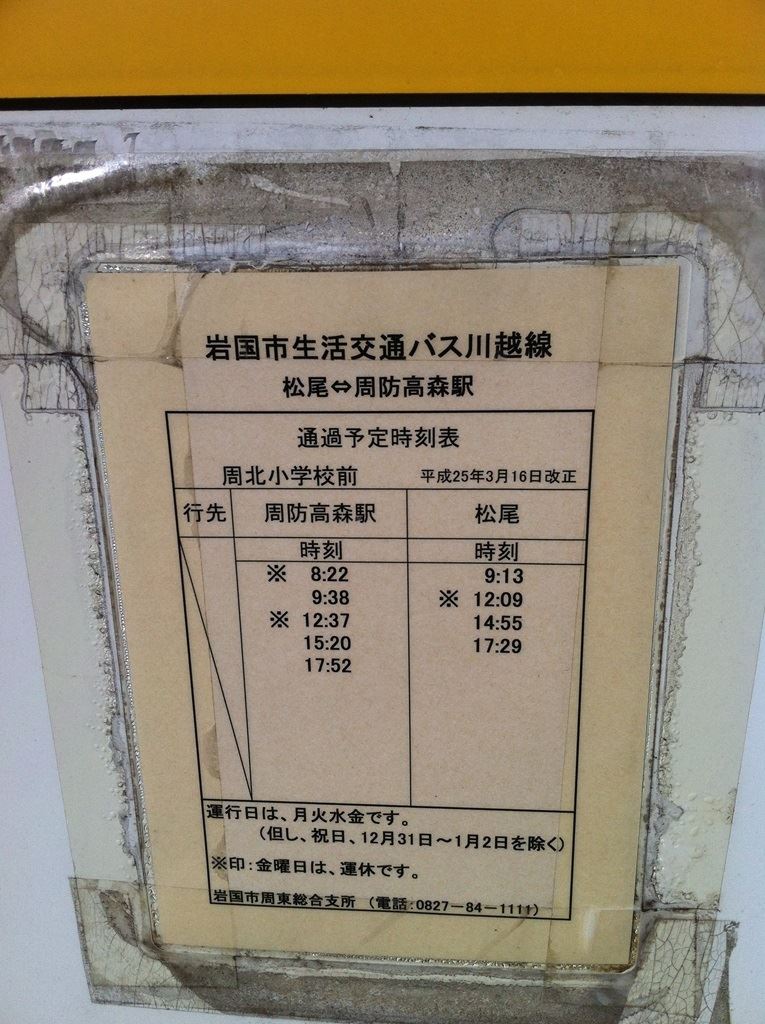 岩国市生活交通バス川越線
松尾⇔周防高森駅
通過予定時刻表
周北小学校前 平成25年3月16日改正
行先 周防高森駅 松尾
時刻 時刻
※ 8:22 9:13
9:38 ※ 12:09
※ 12:37 14:55
15:20 17:29
17:52
運行日は、月火水金です。
(但し、祝日、12月31日～1月2日を除く)
※印:金曜日は、運休です。
岩国市周東総合支所 (電話:0827-84-1111)